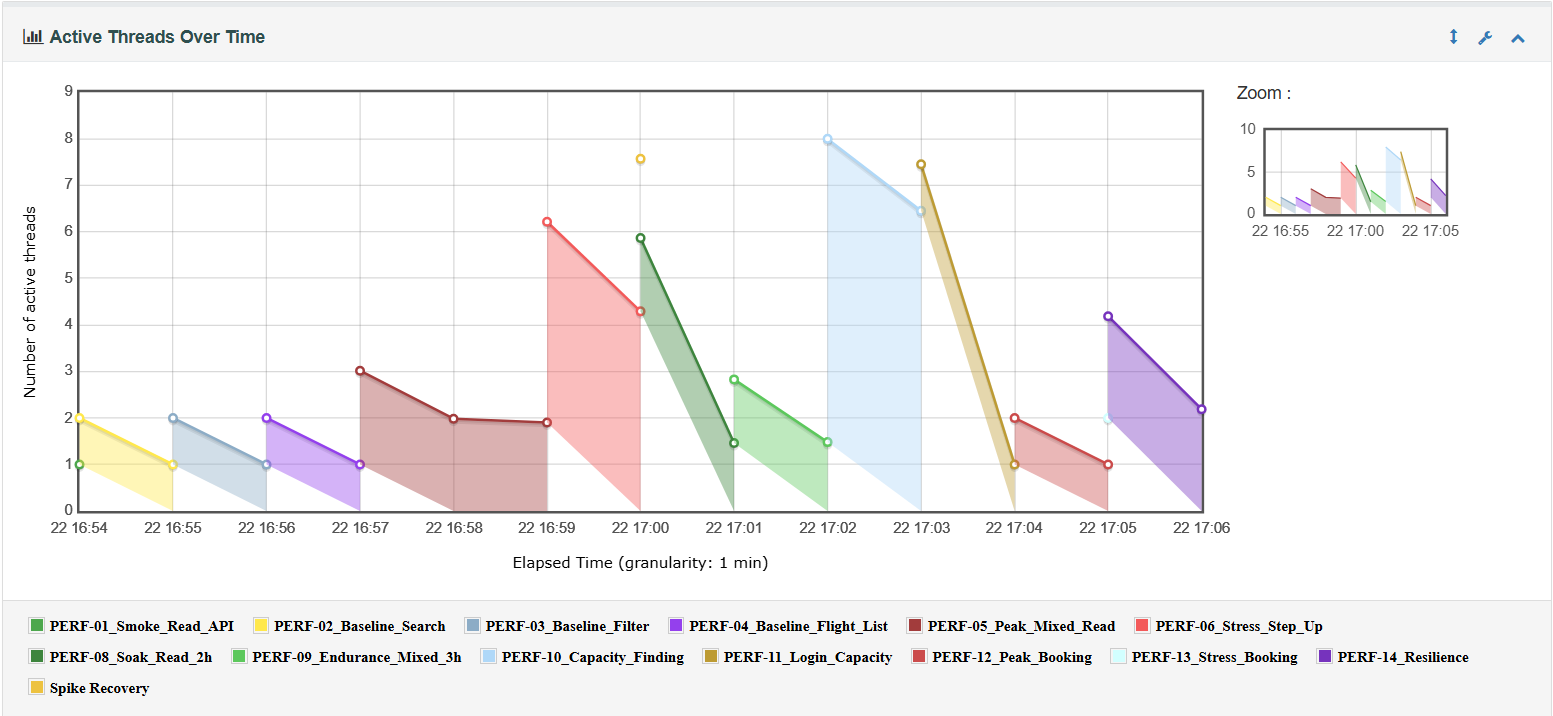 Active Threads Over Time
Zoom :
9
8
7
6
5
4
3
2
1
0
Number of active threads
22 16:54 22 16:55 22 16:56 22 16:57 22 16:58 22 16:59 22 17:00 22 17:01 22 17:02 22 17:03 22 17:04 22 17:05 22 17:06
Elapsed Time (granularity: 1 min)
10
5
0
22 16:55 22 17:00 22 17:05
PERF-01_Smoke_Read_API PERF-02_Baseline_Search PERF-03_Baseline_Filter PERF-04_Baseline_Flight_List PERF-05_Peak_Mixed_Read PERF-06_Stress_Step_Up
PERF-08_Soak_Read_2h PERF-09_Endurance_Mixed_3h PERF-10_Capacity_Finding PERF-11_Login_Capacity PERF-12_Peak_Booking PERF-13_Stress_Booking PERF-14_Resilience
Spike Recovery